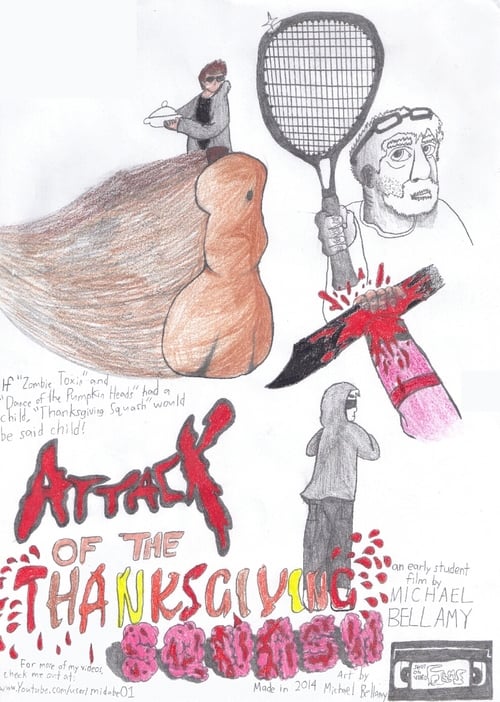 If "Zombie Toxin" and
"Dance of the Pumpkin Heads" had a
child, "Thanksgiving Squash" would
be said child!
ATTACK
OF THE
THANKSGIVING
SQUASH
an early student
film by
MICHAEL
BELLAMY
For more of my videos,
check me out at:
Made in 2014
Art by
Michael Bellamy